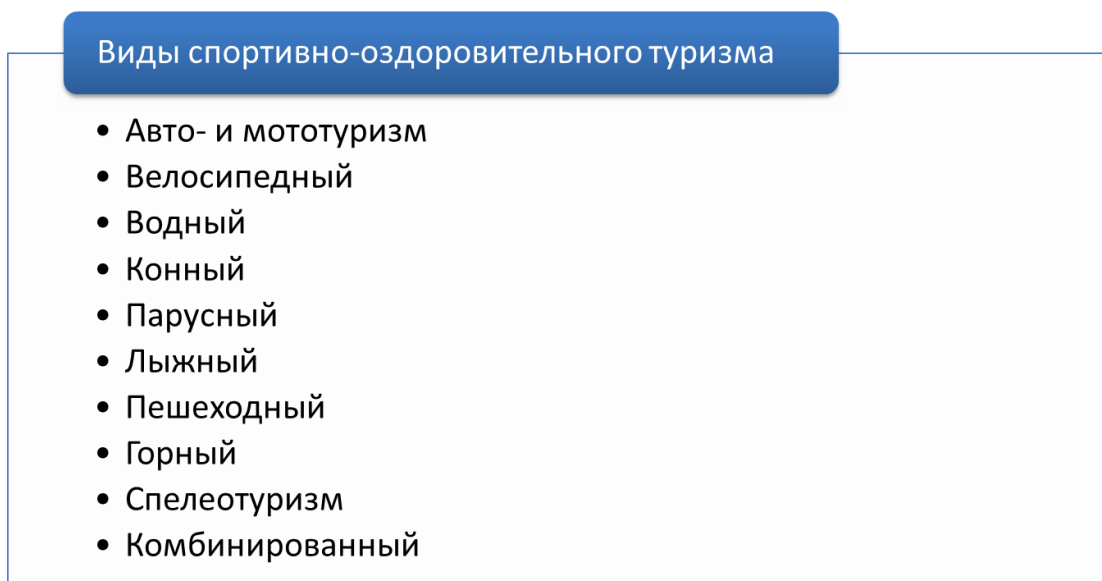 Виды спортивно-оздоровительного туризма
• Авто- и мототуризм
• Велосипедный
• Водный
• Конный
• Парусный
• Лыжный
• Пешеходный
• Горный
• Спелеотуризм
• Комбинированный